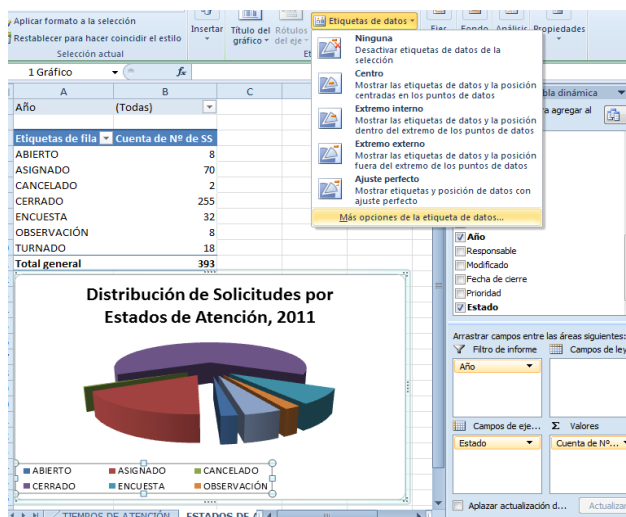 Aplicar formato a la selección
Restablecer para hacer coincidir el estilo
Selección actual
Insertar
Título del gráfico
Rótulos del eje
Etiquetas de datos
Ejes
Fondo
Análisis
Propiedades
Ninguna
Desactivar etiquetas de datos de la
selección
Centro
Mostrar las etiquetas de datos y la posición
centradas en los puntos de datos
Extremo interno
Mostrar las etiquetas de datos y la posición
dentro del extremo de los puntos de datos
Extremo externo
Mostrar las etiquetas de datos y la posición
fuera del extremo de los puntos de datos
Ajuste perfecto
Mostrar etiquetas y posición de datos con
ajuste perfecto
Más opciones de la etiqueta de datos...
1 Gráfico
fx
A B C
Año (Todas)
Etiquetas de fila Cuenta de Nº de SS
ABIERTO 8
ASIGNADO 70
CANCELADO 2
CERRADO 255
ENCUESTA 32
OBSERVACIÓN 8
TURNADO 18
Total general 393
Distribución de Solicitudes por
Estados de Atención, 2011
ABIERTO ASIGNADO CANCELADO
CERRADO ENCUESTA OBSERVACIÓN
TIEMPOS DE ATENCIÓN
ESTADOS DE
bla dinámica
a agregar al
Año
Responsable
Modificado
Fecha de cierre
Prioridad
Estado
Arrastrar campos entre las áreas siguientes:
Filtro de informe Campos de ley
Año
Campos de eje... Σ Valores
Estado Cuenta de Nº...
Aplazar actualización d... Actualizar